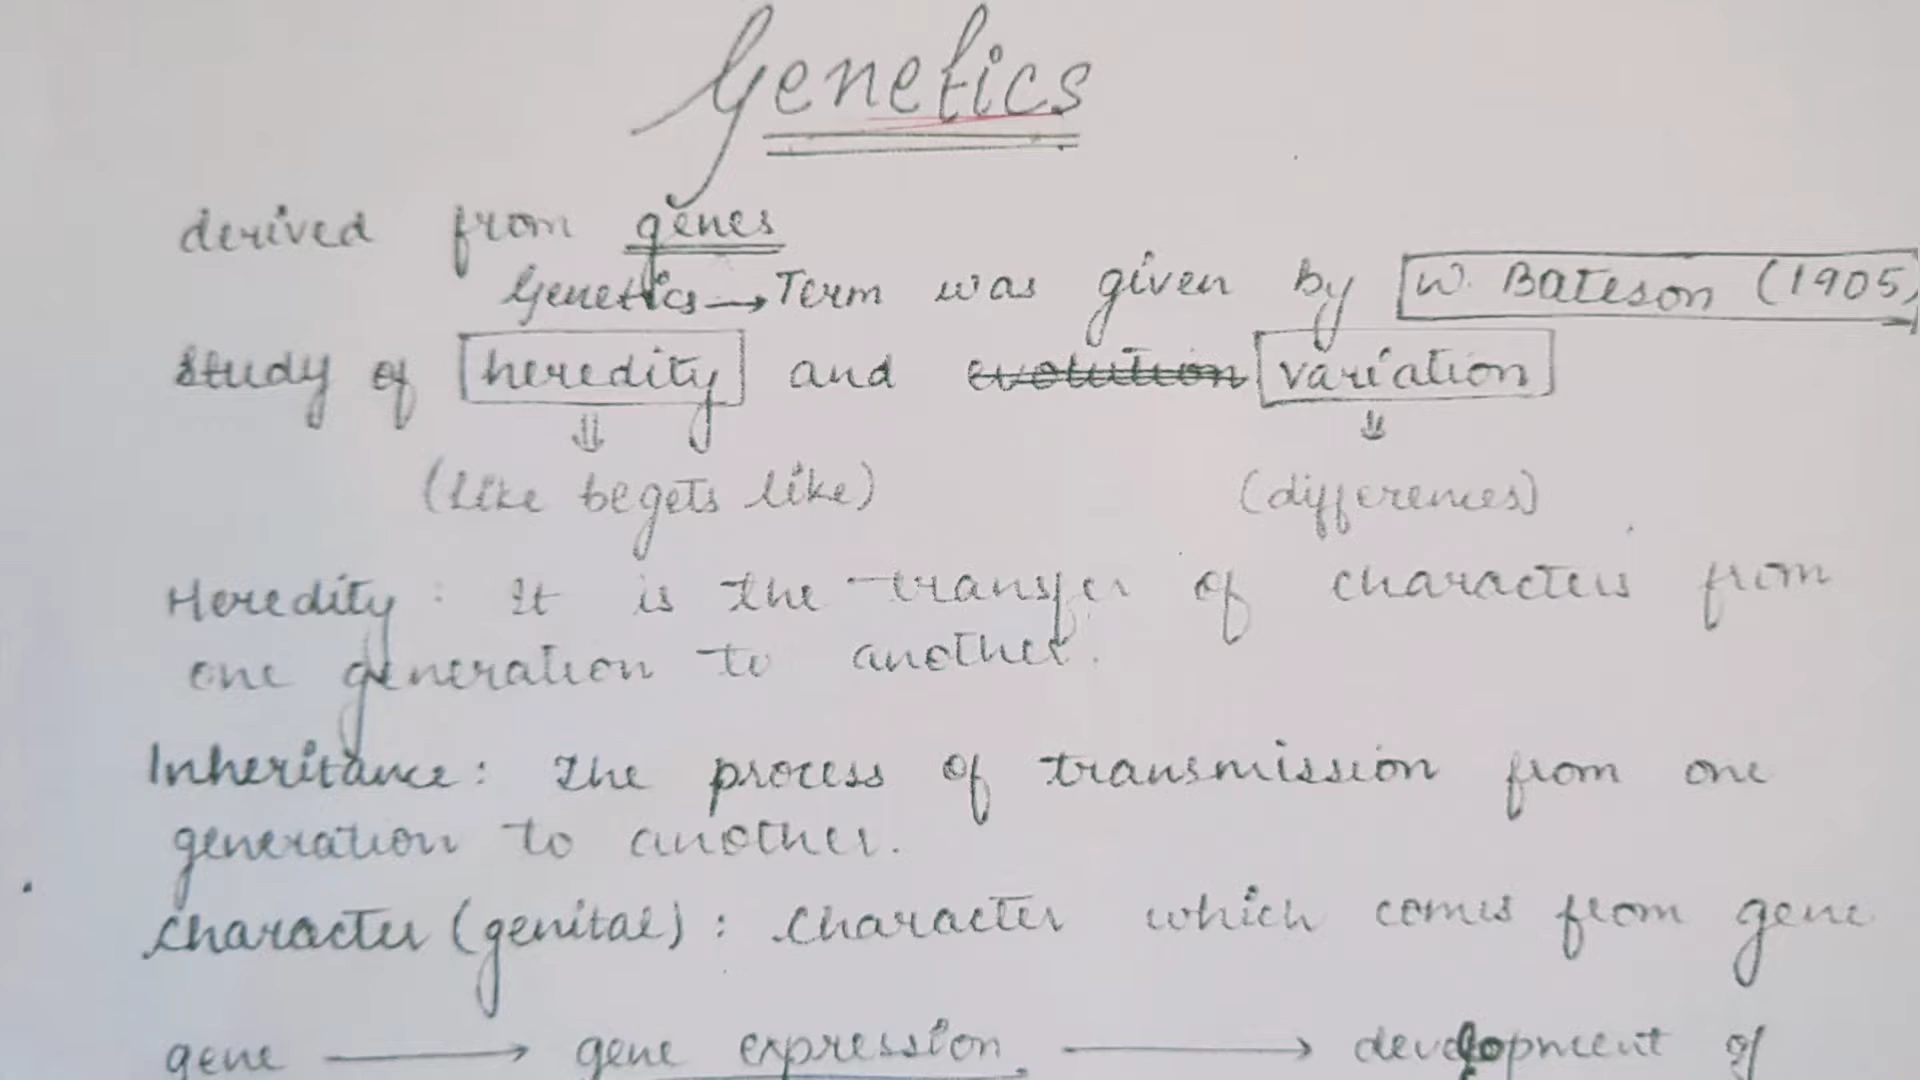 Genetics
derived from genes
Genetics → Term was given by W. Bateson (1905)
study of heredity and evolution variation
⇓ ⇓
(like begets like) (differences)
Heredity : It is the transfer of characters from
one generation to another.
Inheritance : The process of transmission from one
generation to another.
character (genital) : character which comes from gene
gene → gene expression → development of